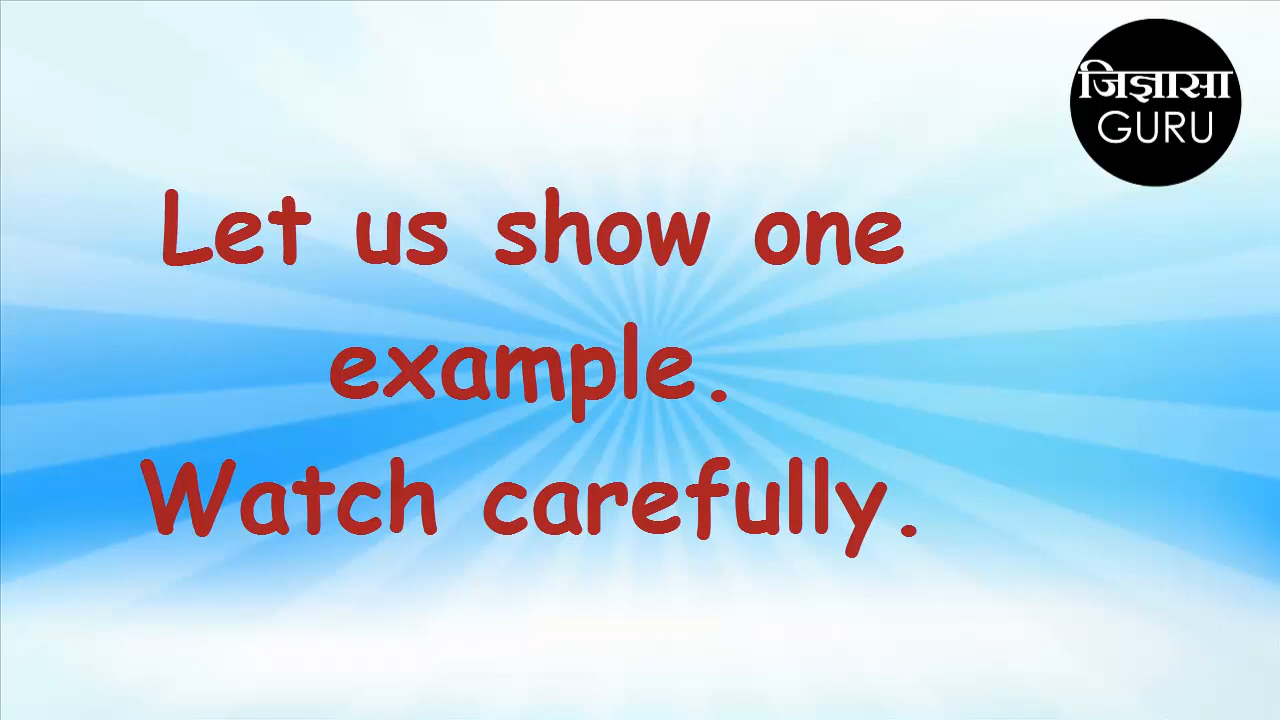 जिज्ञासा
GURU
Let us show one
example.
Watch carefully.